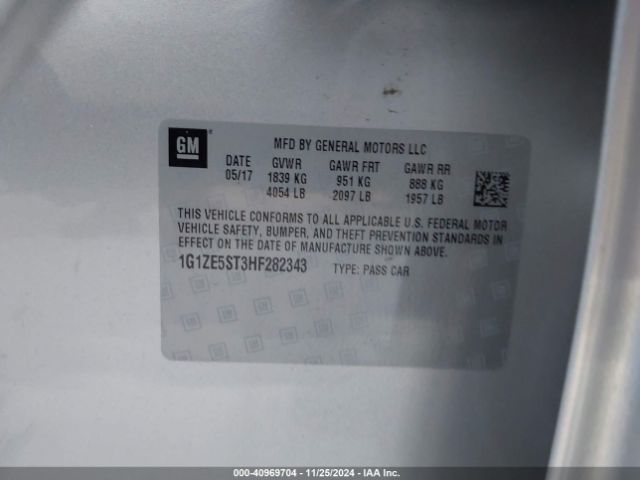 GM ® MFD BY GENERAL MOTORS LLC
DATE GVWR GAWR FRT GAWR RR
05/17 1839 KG 951 KG 888 KG
4054 LB 2097 LB 1957 LB
THIS VEHICLE CONFORMS TO ALL APPLICABLE U.S. FEDERAL MOTOR
VEHICLE SAFETY, BUMPER, AND THEFT PREVENTION STANDARDS IN
EFFECT ON THE DATE OF MANUFACTURE SHOWN ABOVE.
1G1ZE5ST3HF282343 TYPE: PASS CAR
000-40969704 - 11/25/2024 - IAA Inc.